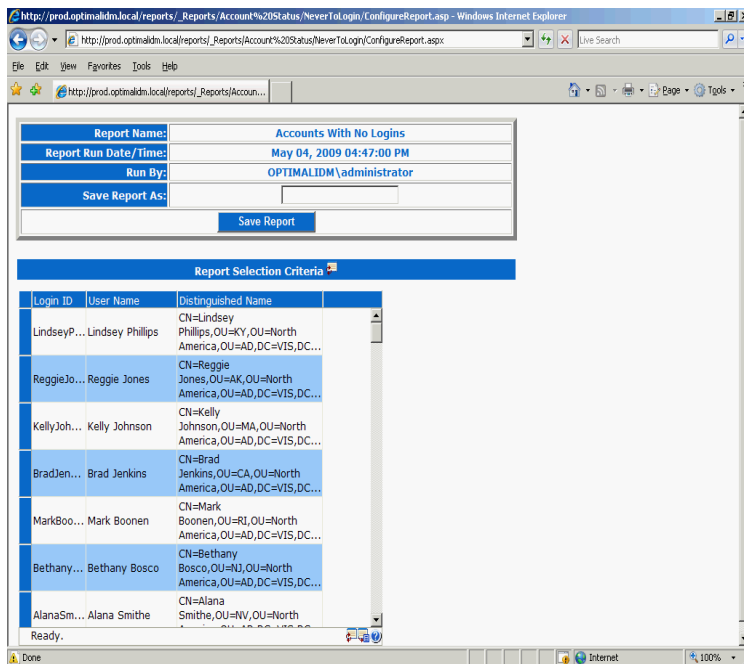 http://prod.optimalidm.local/reports/_Reports/Account%20Status/NeverToLogin/ConfigureReport.asp - Windows Internet Explorer
http://prod.optimalidm.local/reports/_Reports/Account%20Status/NeverToLogin/ConfigureReport.aspx
Live Search
File Edit View Favorites Tools Help
http://prod.optimalidm.local/reports/_Reports/Accoun...
Page Tools
Report Name: Accounts With No Logins
Report Run Date/Time: May 04, 2009 04:47:00 PM
Run By: OPTIMALIDM\administrator
Save Report As:
Save Report
Report Selection Criteria
Login ID User Name Distinguished Name
CN=Lindsey
LindseyP... Lindsey Phillips Phillips,OU=KY,OU=North
America,OU=AD,DC=VIS,DC...
CN=Reggie
ReggieJo... Reggie Jones Jones,OU=AK,OU=North
America,OU=AD,DC=VIS,DC...
CN=Kelly
KellyJoh... Kelly Johnson Johnson,OU=MA,OU=North
America,OU=AD,DC=VIS,DC...
CN=Brad
BradJen... Brad Jenkins Jenkins,OU=CA,OU=North
America,OU=AD,DC=VIS,DC...
CN=Mark
MarkBoo... Mark Boonen Boonen,OU=RI,OU=North
America,OU=AD,DC=VIS,DC...
CN=Bethany
Bethany... Bethany Bosco Bosco,OU=NJ,OU=North
America,OU=AD,DC=VIS,DC...
CN=Alana
AlanaSm... Alana Smithe Smithe,OU=NV,OU=North
Ready.
Done
Internet
100%